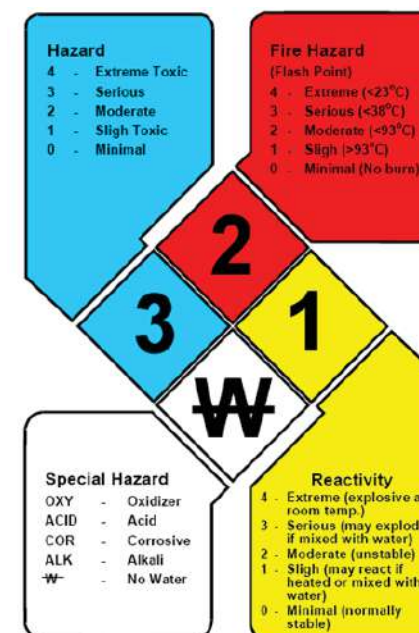 Hazard
4 - Extreme Toxic
3 - Serious
2 - Moderate
1 - Sligh Toxic
0 - Minimal
Fire Hazard
(Flash Point)
4 - Extreme (<23°C)
3 - Serious (<38°C)
2 - Moderate (<93°C)
1 - Sligh (>93°C)
0 - Minimal (No burn)
2
3
1
W
Special Hazard
OXY - Oxidizer
ACID - Acid
COR - Corrosive
ALK - Alkali
W - No Water
Reactivity
4 - Extreme (explosive a
room temp.)
3 - Serious (may explod
if mixed with water)
2 - Moderate (unstable)
1 - Sligh (may react if
heated or mixed with
water)
0 - Minimal (normally
stable)